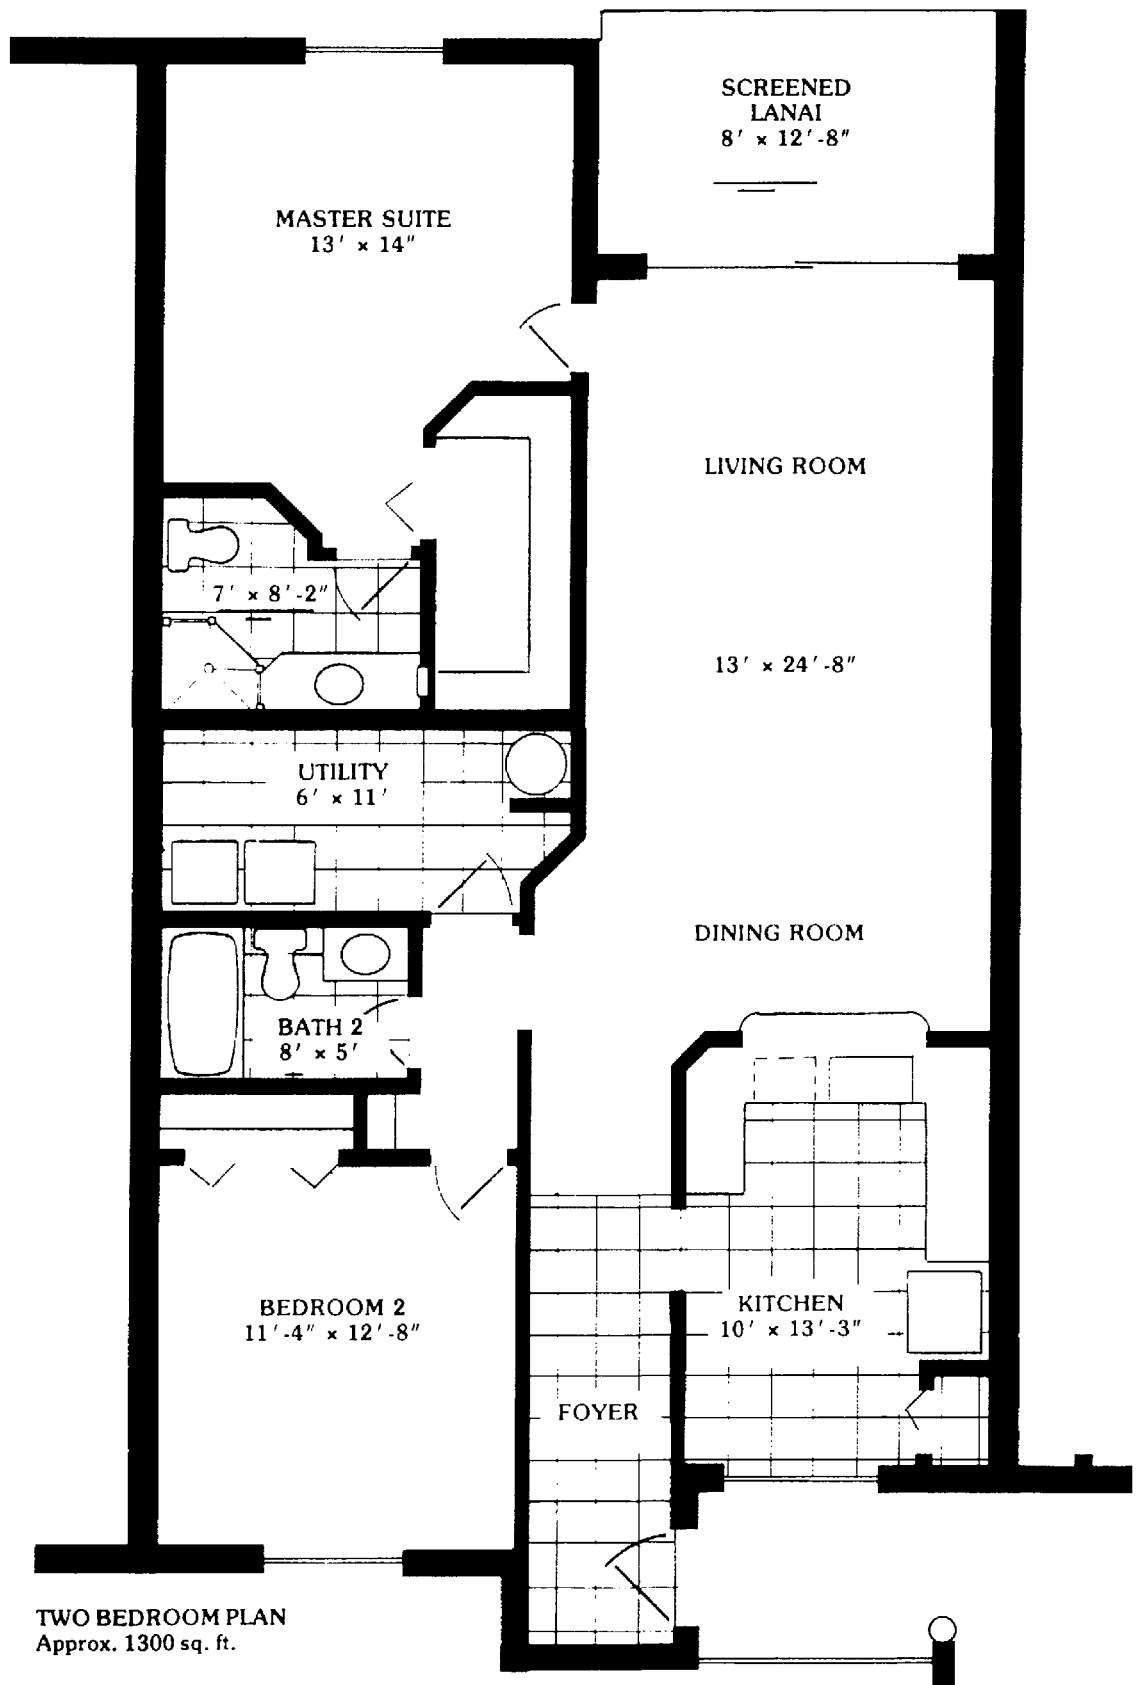 SCREENED
LANAI
8' × 12'-8"
MASTER SUITE
13' × 14"
LIVING ROOM
7' × 8'-2"
13' × 24'-8"
UTILITY
6' × 11'
DINING ROOM
BATH 2
8' × 5'
BEDROOM 2
11'-4" × 12'-8"
KITCHEN
10' × 13'-3"
FOYER
TWO BEDROOM PLAN
Approx. 1300 sq. ft.